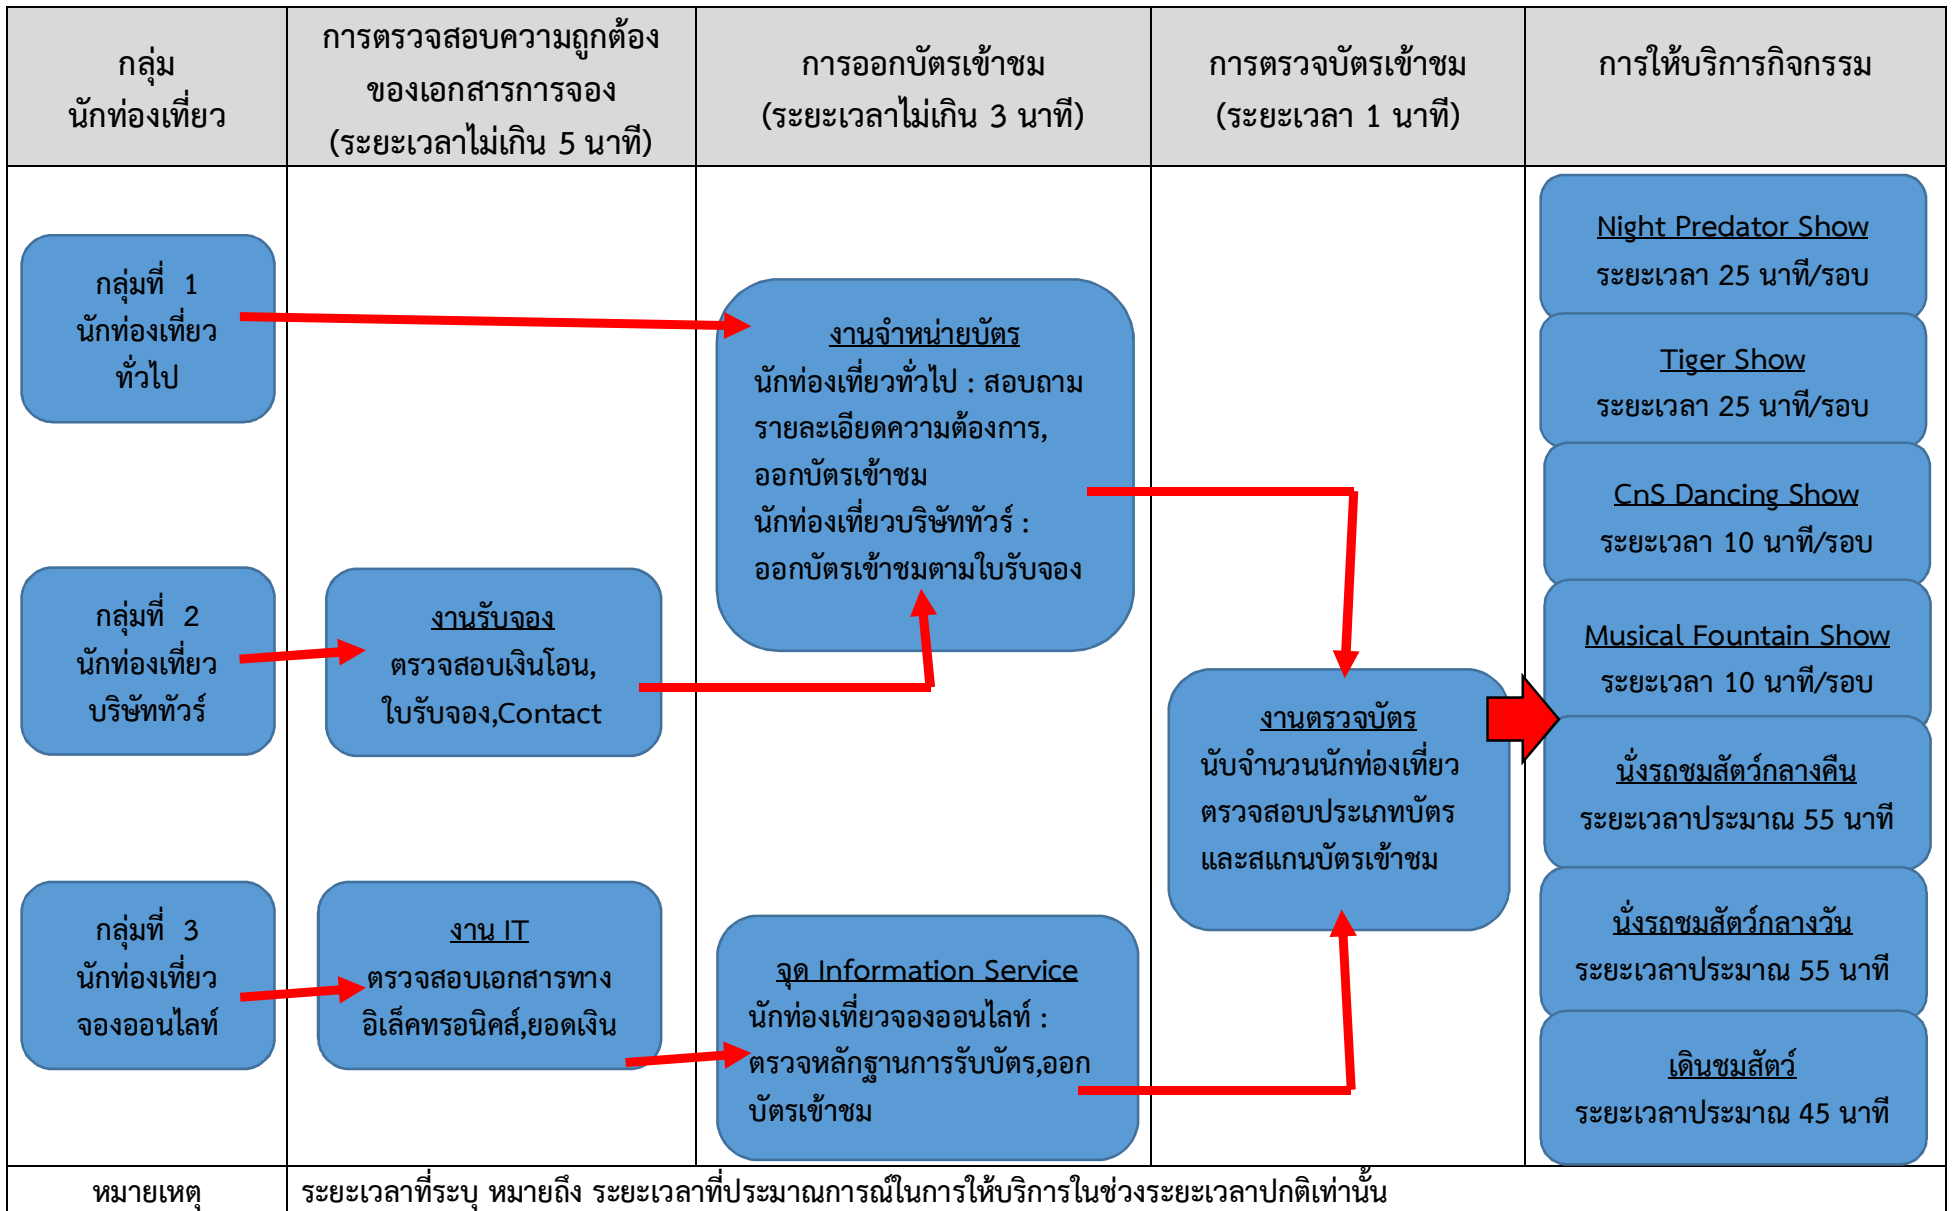 กลุ่ม
นักท่องเที่ยว
การตรวจสอบความถูกต้อง
ของเอกสารการจอง
(ระยะเวลาไม่เกิน 5 นาที)
การออกบัตรเข้าชม
(ระยะเวลาไม่เกิน 3 นาที)
การตรวจบัตรเข้าชม
(ระยะเวลา 1 นาที)
การให้บริการกิจกรรม
กลุ่มที่ 1
นักท่องเที่ยว
ทั่วไป
กลุ่มที่ 2
นักท่องเที่ยว
บริษัททัวร์
กลุ่มที่ 3
นักท่องเที่ยว
จองออนไลท์
งานรับจอง
ตรวจสอบเงินโอน,
ใบรับจอง,Contact
งาน IT
ตรวจสอบเอกสารทาง
อิเล็คทรอนิคส์,ยอดเงิน
งานจำหน่ายบัตร
นักท่องเที่ยวทั่วไป : สอบถาม
รายละเอียดความต้องการ,
ออกบัตรเข้าชม
นักท่องเที่ยวบริษัททัวร์ :
ออกบัตรเข้าชมตามใบรับจอง
จุด Information Service
นักท่องเที่ยวจองออนไลท์ :
ตรวจหลักฐานการรับบัตร,ออก
บัตรเข้าชม
งานตรวจบัตร
นับจำนวนนักท่องเที่ยว
ตรวจสอบประเภทบัตร
และสแกนบัตรเข้าชม
Night Predator Show
ระยะเวลา 25 นาที/รอบ
Tiger Show
ระยะเวลา 25 นาที/รอบ
CnS Dancing Show
ระยะเวลา 10 นาที/รอบ
Musical Fountain Show
ระยะเวลา 10 นาที/รอบ
นั่งรถชมสัตว์กลางคืน
ระยะเวลาประมาณ 55 นาที
นั่งรถชมสัตว์กลางวัน
ระยะเวลาประมาณ 55 นาที
เดินชมสัตว์
ระยะเวลาประมาณ 45 นาที
หมายเหตุ
ระยะเวลาที่ระบุ หมายถึง ระยะเวลาที่ประมาณการณ์ในการให้บริการในช่วงระยะเวลาปกติเท่านั้น